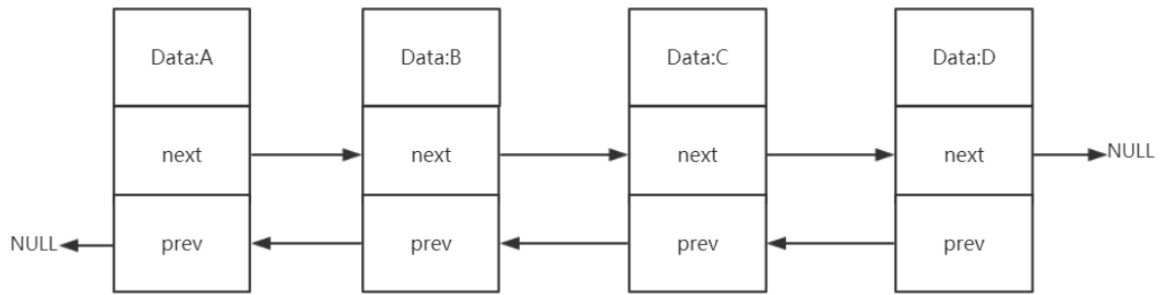 Data:A Data:B Data:C Data:D
next next next next NULL
NULL prev prev prev prev